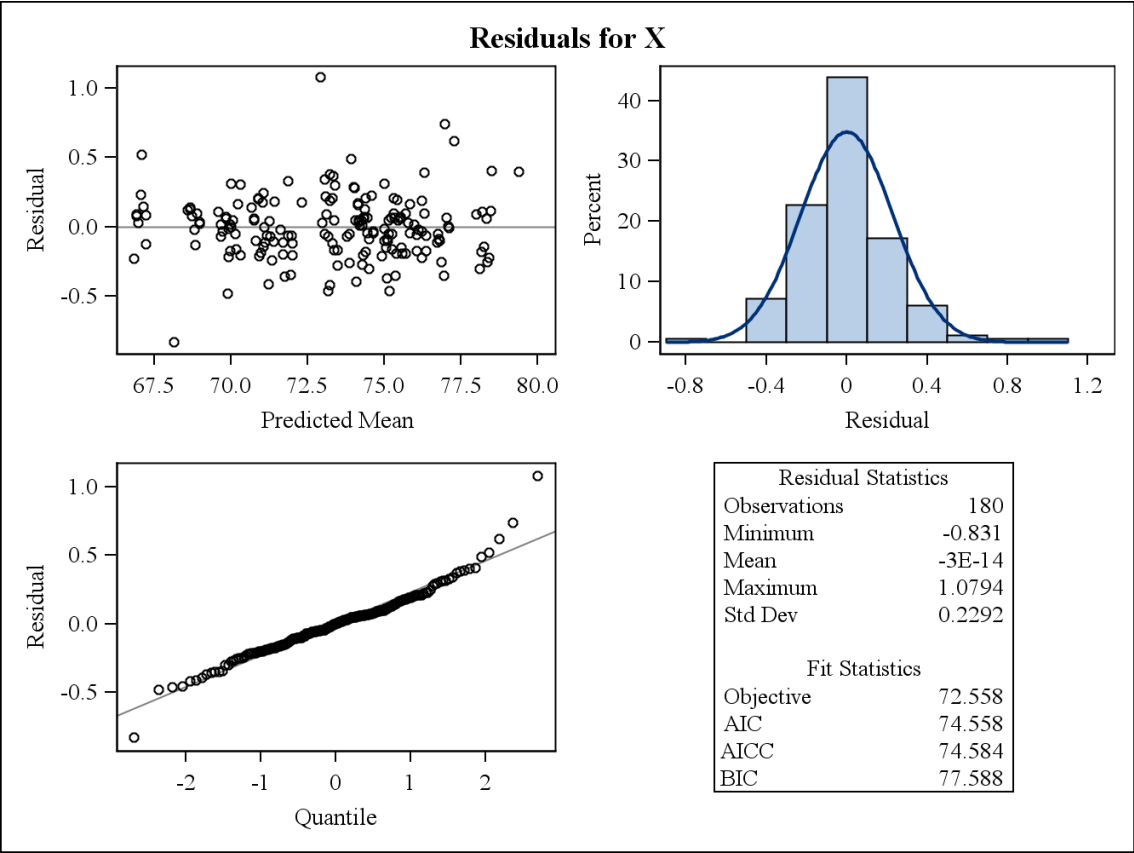 Residuals for X
Residual
1.0
0.5
0.0
-0.5
67.5 70.0 72.5 75.0 77.5 80.0
Predicted Mean
Percent
40
30
20
10
0
-0.8 -0.4 0 0.4 0.8 1.2
Residual
Residual
1.0
0.5
0.0
-0.5
-2 -1 0 1 2
Quantile
Residual Statistics
Observations 180
Minimum -0.831
Mean -3E-14
Maximum 1.0794
Std Dev 0.2292
Fit Statistics
Objective 72.558
AIC 74.558
AICC 74.584
BIC 77.588